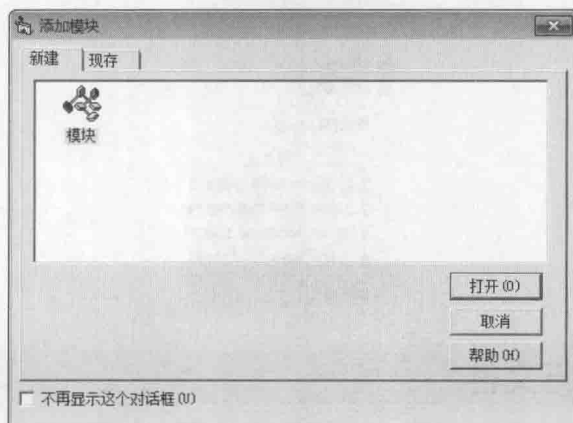 添加模块
新建 现存
模块
打开(O)
取消
帮助(H)
不再显示这个对话框(U)